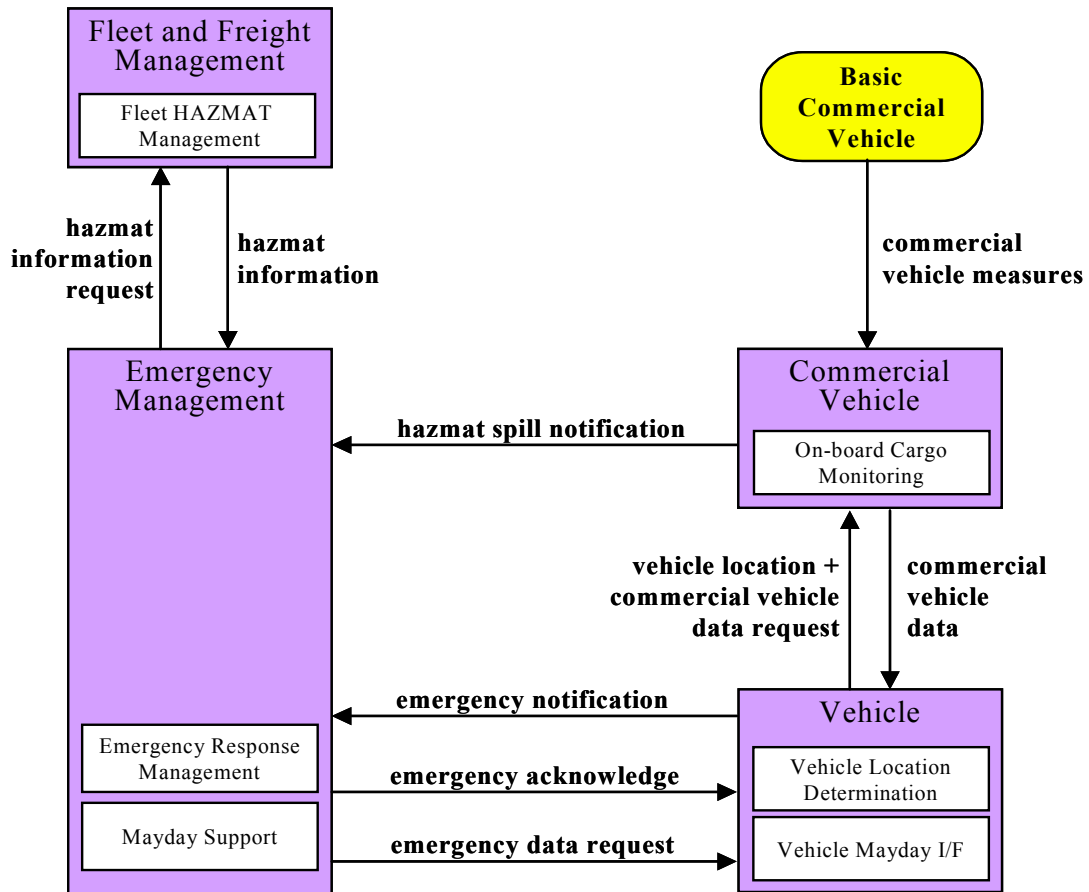 Fleet and Freight
Management
Fleet HAZMAT
Management
Basic
Commercial
Vehicle
hazmat
information
request
hazmat
information
commercial
vehicle measures
Emergency
Management
Commercial
Vehicle
On-board Cargo
Monitoring
hazmat spill notification
vehicle location +
commercial vehicle
data request
commercial
vehicle
data
emergency notification
Vehicle
Emergency Response
Management
emergency acknowledge
Vehicle Location
Determination
Mayday Support
emergency data request
Vehicle Mayday I/F